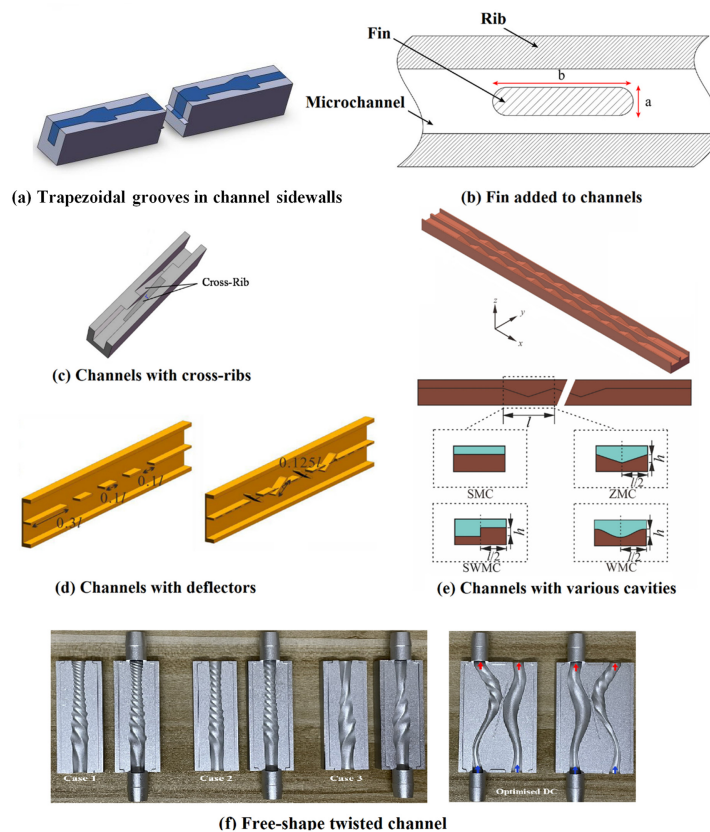 Rib
Fin
b
a
Microchannel
(a) Trapezoidal grooves in channel sidewalls
(b) Fin added to channels
Cross-Rib
(c) Channels with cross-ribs
z
y
x
l
h
l/2
SMC
ZMC
h
l/2
h
l/2
SWMC
WMC
0.3l
0.1l
0.1l
0.125l
(d) Channels with deflectors
(e) Channels with various cavities
Case 1
Case 2
Case 3
Optimised DC
(f) Free-shape twisted channel